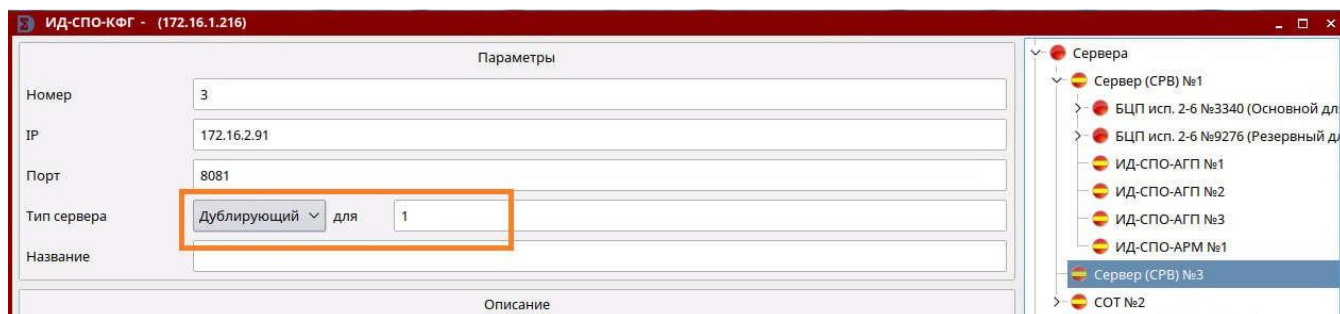 ИД-СПО-КФГ - (172.16.1.216)
Параметры
Номер 3
IP 172.16.2.91
Порт 8081
Тип сервера Дублирующий для 1
Название
Описание
Сервера
Сервер (СРВ) №1
БЦП исп. 2-6 №3340 (Основной дл
БЦП исп. 2-6 №9276 (Резервный д
ИД-СПО-АГП №1
ИД-СПО-АГП №2
ИД-СПО-АГП №3
ИД-СПО-АРМ №1
Сервер (СРВ) №3
СОТ №2